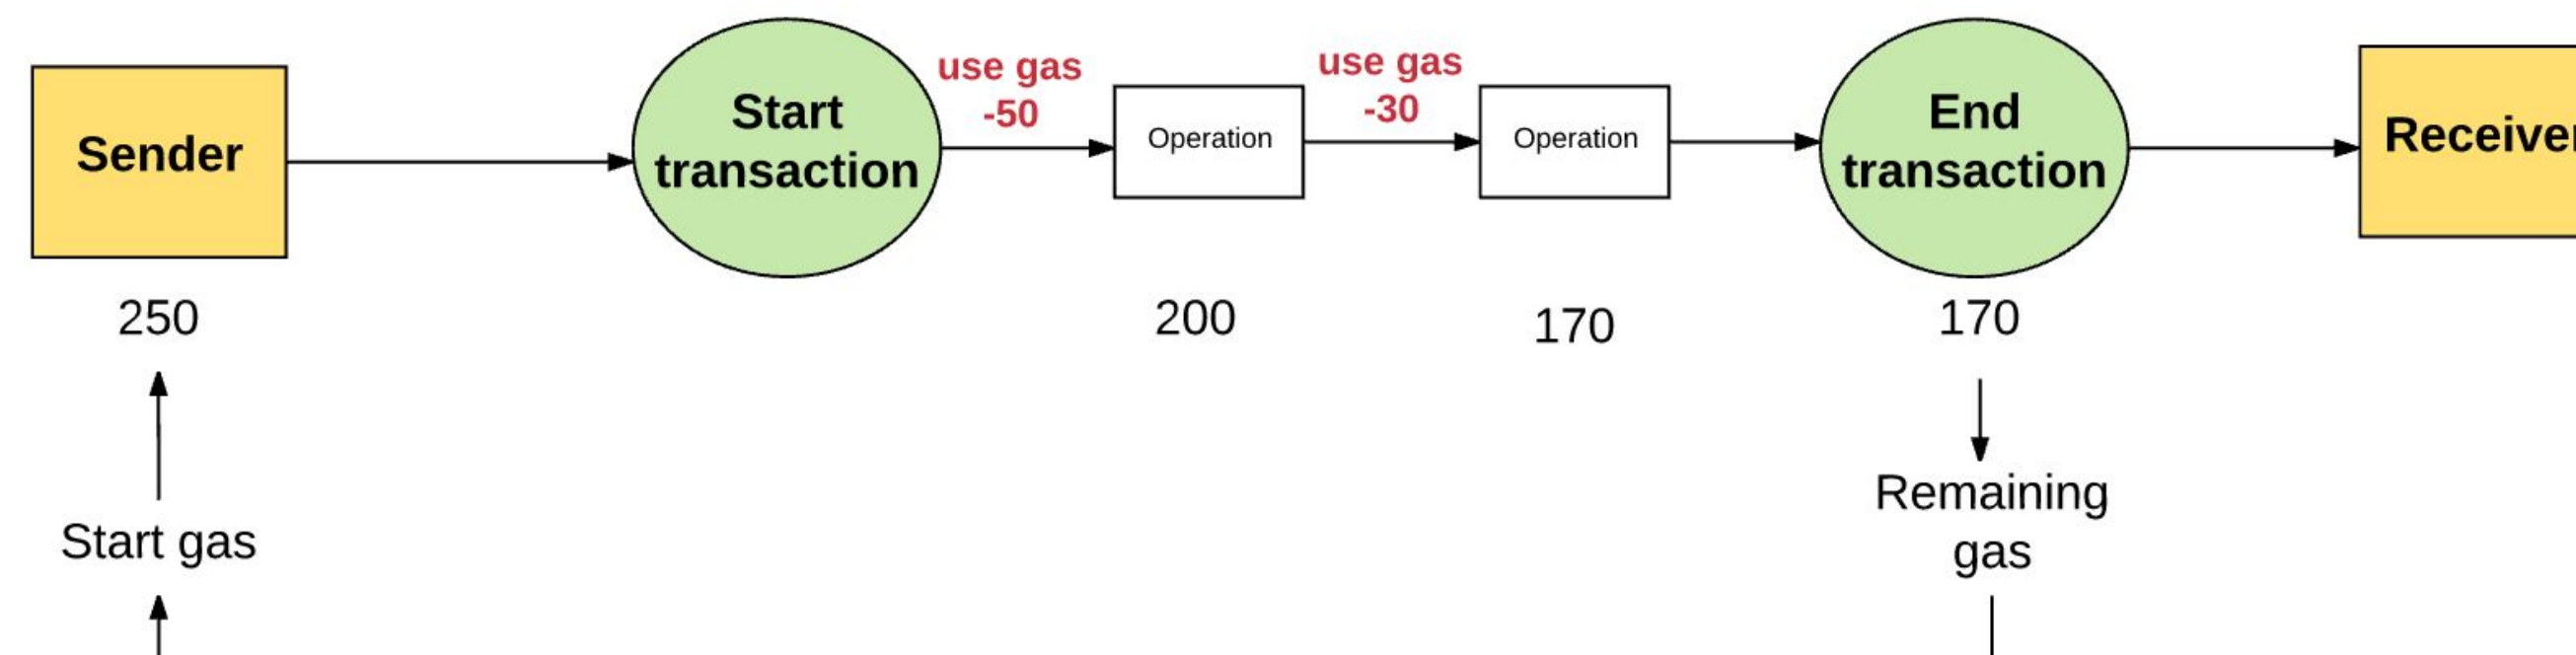 Sender
Start
transaction
use gas
-50
Operation
use gas
-30
Operation
End
transaction
Receiver
250
200
170
170
Start gas
Remaining
gas